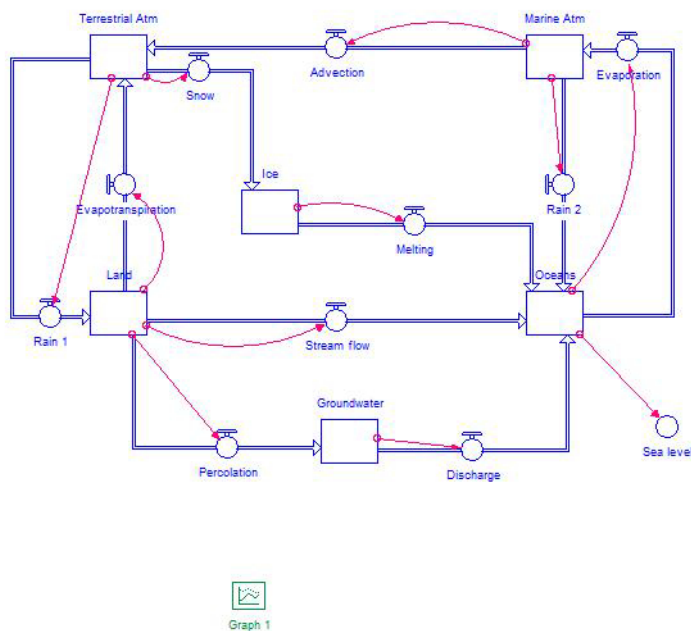 Terrestrial Atm
Marine Atm
Advection
Evaporation
Snow
Ice
Evapotranspiration
Rain 2
Melting
Land
Oceans
Rain 1
Stream flow
Groundwater
Sea level
Percolation
Discharge
Graph 1